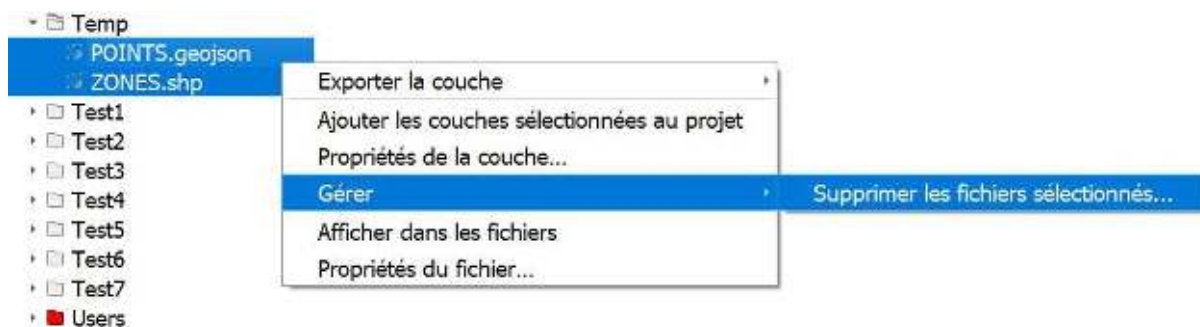 Temp
POINTS.geojson
ZONES.shp
Test1
Test2
Test3
Test4
Test5
Test6
Test7
Users
Exporter la couche
Ajouter les couches sélectionnées au projet
Propriétés de la couche...
Gérer
Afficher dans les fichiers
Propriétés du fichier...
Supprimer les fichiers sélectionnés...